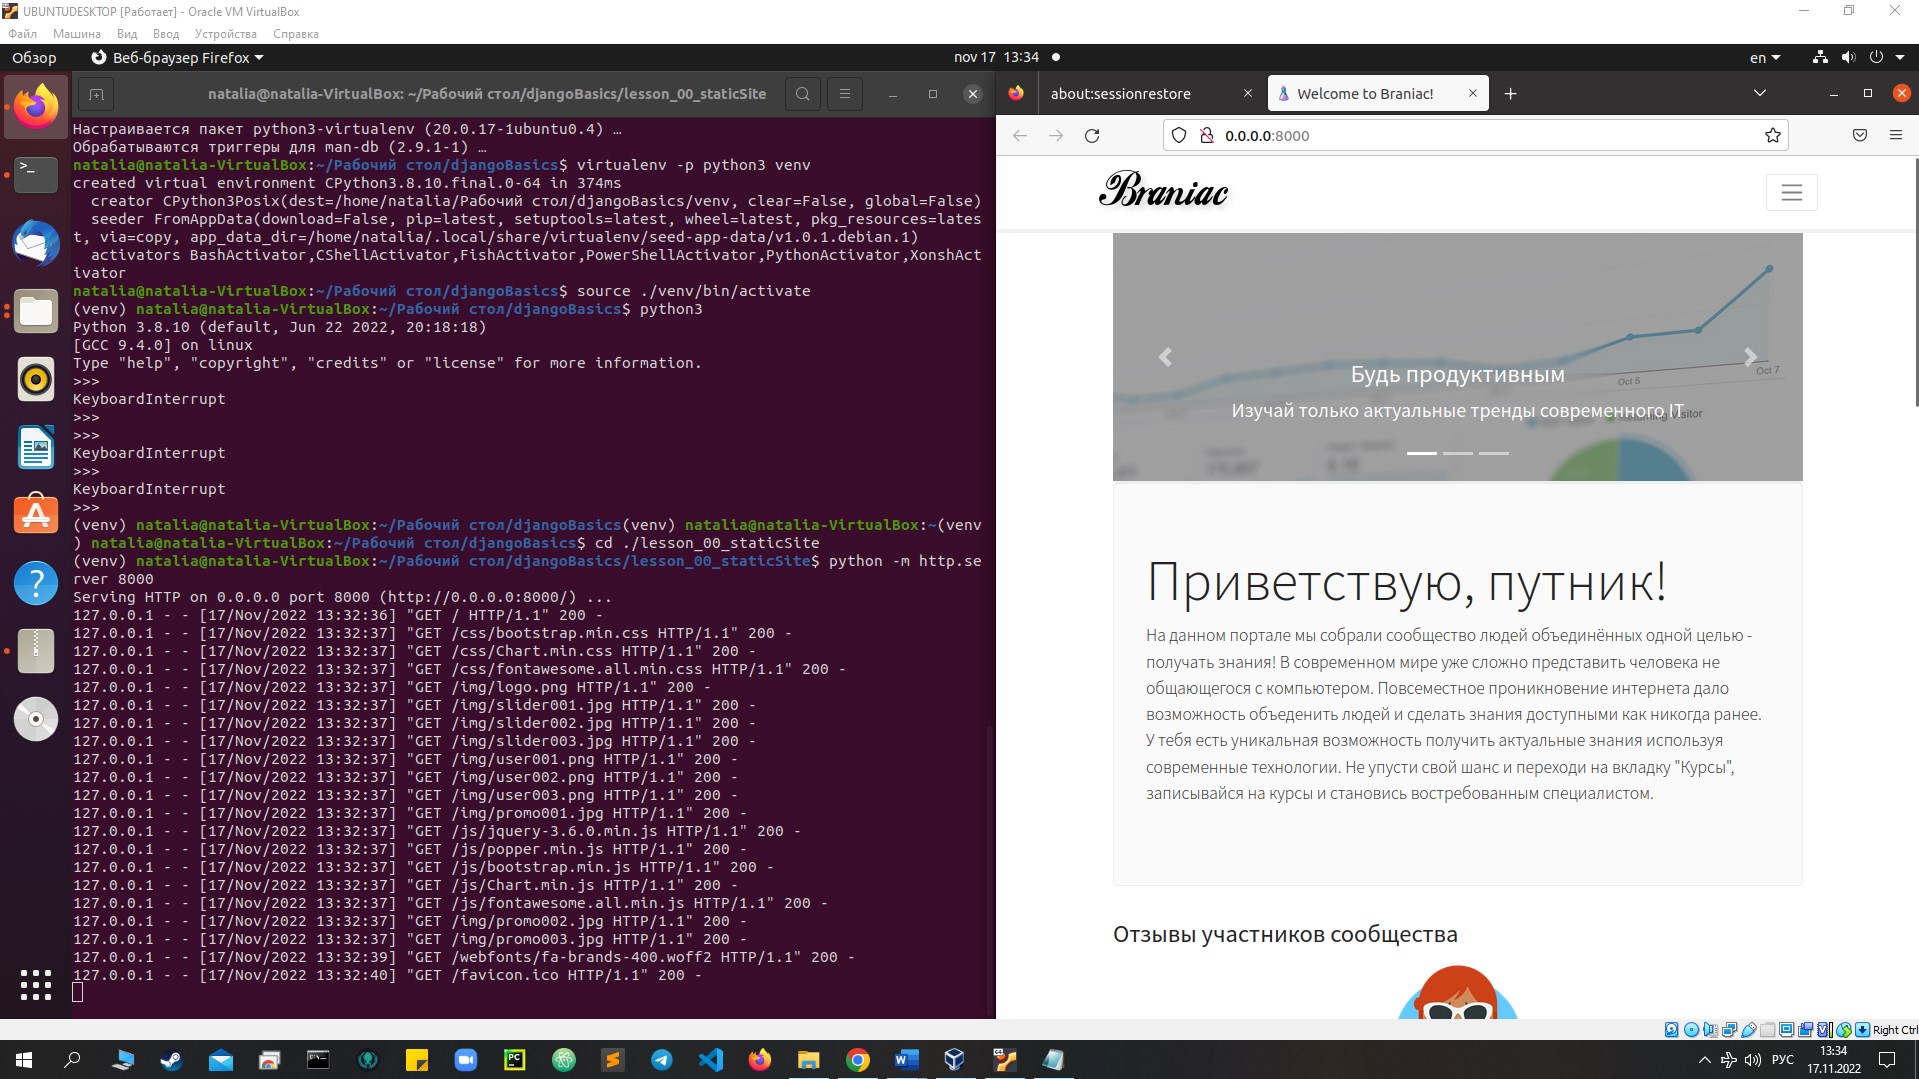 UBUNTUDESKTOP [Работает] - Oracle VM VirtualBox
Файл Машина Вид Ввод Устройства Справка
Обзор Веб-браузер Firefox nov 17 13:34 en
natalia@natalia-VirtualBox: ~/Рабочий стол/djangoBasics/lesson_00_staticSite
Настраивается пакет python3-virtualenv (20.0.17-1ubuntu0.4) …
Обрабатываются триггеры для man-db (2.9.1-1) …
natalia@natalia-VirtualBox:~/Рабочий стол/djangoBasics$ virtualenv -p python3 venv
created virtual environment CPython3.8.10.final.0-64 in 374ms
creator CPython3Posix(dest=/home/natalia/Рабочий стол/djangoBasics/venv, clear=False, global=False)
seeder FromAppData(download=False, pip=latest, setuptools=latest, wheel=latest, pkg_resources=lates
t, via=copy, app_data_dir=/home/natalia/.local/share/virtualenv/seed-app-data/v1.0.1.debian.1)
activators BashActivator,CShellActivator,FishActivator,PowerShellActivator,PythonActivator,XonshAct
ivator
natalia@natalia-VirtualBox:~/Рабочий стол/djangoBasics$ source ./venv/bin/activate
(venv) natalia@natalia-VirtualBox:~/Рабочий стол/djangoBasics$ python3
Python 3.8.10 (default, Jun 22 2022, 20:18:18)
[GCC 9.4.0] on linux
Type "help", "copyright", "credits" or "license" for more information.
>>>
KeyboardInterrupt
>>>
>>>
KeyboardInterrupt
>>>
KeyboardInterrupt
>>>
(venv) natalia@natalia-VirtualBox:~/Рабочий стол/djangoBasics(venv) natalia@natalia-VirtualBox:~(venv
) natalia@natalia-VirtualBox:~/Рабочий стол/djangoBasics$ cd ./lesson_00_staticSite
(venv) natalia@natalia-VirtualBox:~/Рабочий стол/djangoBasics/lesson_00_staticSite$ python -m http.se
rver 8000
Serving HTTP on 0.0.0.0 port 8000 (http://0.0.0.0:8000/) ...
127.0.0.1 - - [17/Nov/2022 13:32:36] "GET / HTTP/1.1" 200 -
127.0.0.1 - - [17/Nov/2022 13:32:37] "GET /css/bootstrap.min.css HTTP/1.1" 200 -
127.0.0.1 - - [17/Nov/2022 13:32:37] "GET /css/Chart.min.css HTTP/1.1" 200 -
127.0.0.1 - - [17/Nov/2022 13:32:37] "GET /css/fontawesome.all.min.css HTTP/1.1" 200 -
127.0.0.1 - - [17/Nov/2022 13:32:37] "GET /img/logo.png HTTP/1.1" 200 -
127.0.0.1 - - [17/Nov/2022 13:32:37] "GET /img/slider001.jpg HTTP/1.1" 200 -
127.0.0.1 - - [17/Nov/2022 13:32:37] "GET /img/slider002.jpg HTTP/1.1" 200 -
127.0.0.1 - - [17/Nov/2022 13:32:37] "GET /img/slider003.jpg HTTP/1.1" 200 -
127.0.0.1 - - [17/Nov/2022 13:32:37] "GET /img/user001.png HTTP/1.1" 200 -
127.0.0.1 - - [17/Nov/2022 13:32:37] "GET /img/user002.png HTTP/1.1" 200 -
127.0.0.1 - - [17/Nov/2022 13:32:37] "GET /img/user003.png HTTP/1.1" 200 -
127.0.0.1 - - [17/Nov/2022 13:32:37] "GET /img/promo001.jpg HTTP/1.1" 200 -
127.0.0.1 - - [17/Nov/2022 13:32:37] "GET /js/jquery-3.6.0.min.js HTTP/1.1" 200 -
127.0.0.1 - - [17/Nov/2022 13:32:37] "GET /js/popper.min.js HTTP/1.1" 200 -
127.0.0.1 - - [17/Nov/2022 13:32:37] "GET /js/bootstrap.min.js HTTP/1.1" 200 -
127.0.0.1 - - [17/Nov/2022 13:32:37] "GET /js/Chart.min.js HTTP/1.1" 200 -
127.0.0.1 - - [17/Nov/2022 13:32:37] "GET /js/fontawesome.all.min.js HTTP/1.1" 200 -
127.0.0.1 - - [17/Nov/2022 13:32:37] "GET /img/promo002.jpg HTTP/1.1" 200 -
127.0.0.1 - - [17/Nov/2022 13:32:37] "GET /img/promo003.jpg HTTP/1.1" 200 -
127.0.0.1 - - [17/Nov/2022 13:32:39] "GET /webfonts/fa-brands-400.woff2 HTTP/1.1" 200 -
127.0.0.1 - - [17/Nov/2022 13:32:40] "GET /favicon.ico HTTP/1.1" 200 -
about:sessionrestore Welcome to Braniac!
0.0.0.0:8000
Braniac
Oct 5 Oct 7
Будь продуктивным
Изучай только актуальные тренды современного IT
Visitor
Приветствую, путник!
На данном портале мы собрали сообщество людей объединённых одной целью -
получать знания! В современном мире уже сложно представить человека не
общающегося с компьютером. Повсеместное проникновение интернета дало
возможность объеденить людей и сделать знания доступными как никогда ранее.
У тебя есть уникальная возможность получить актуальные знания используя
современные технологии. Не упусти свой шанс и переходи на вкладку "Курсы",
записывайся на курсы и становись востребованным специалистом.
Отзывы участников сообщества
Right Ctrl
РУС 13:34
17.11.2022